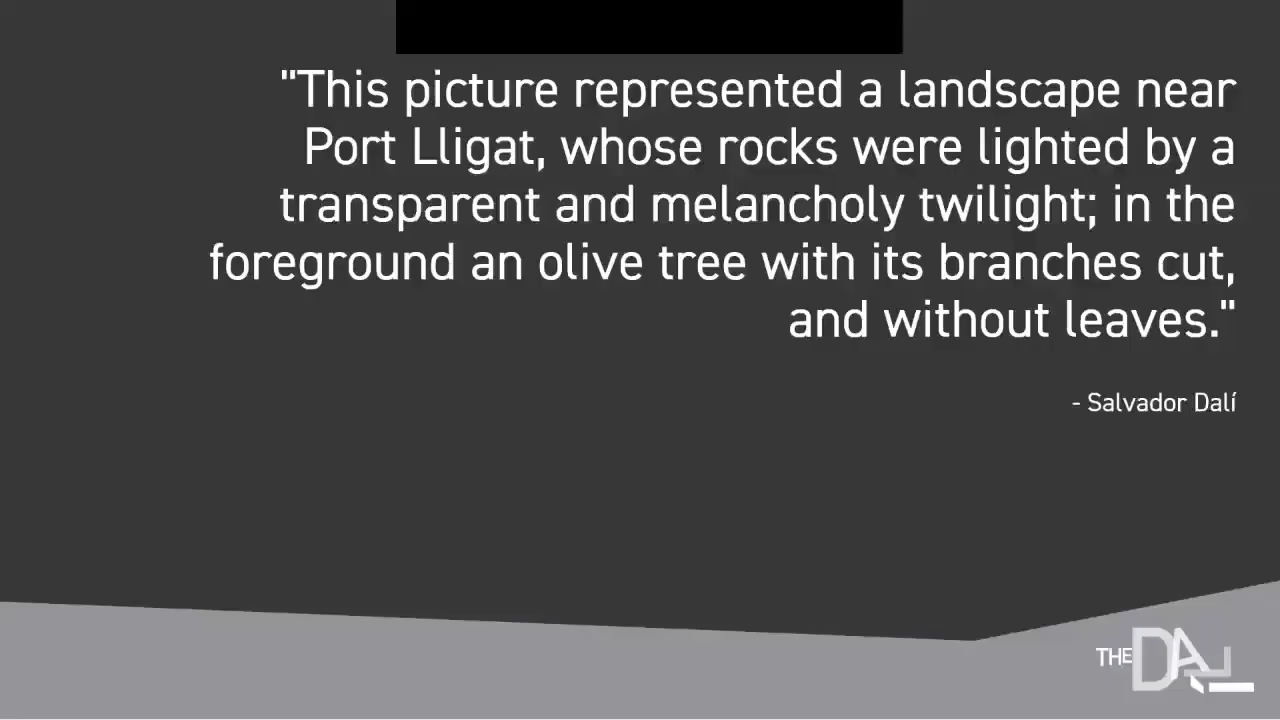 "This picture represented a landscape near
Port Lligat, whose rocks were lighted by a
transparent and melancholy twilight; in the
foreground an olive tree with its branches cut,
and without leaves."
- Salvador Dalí
THE DALÍ